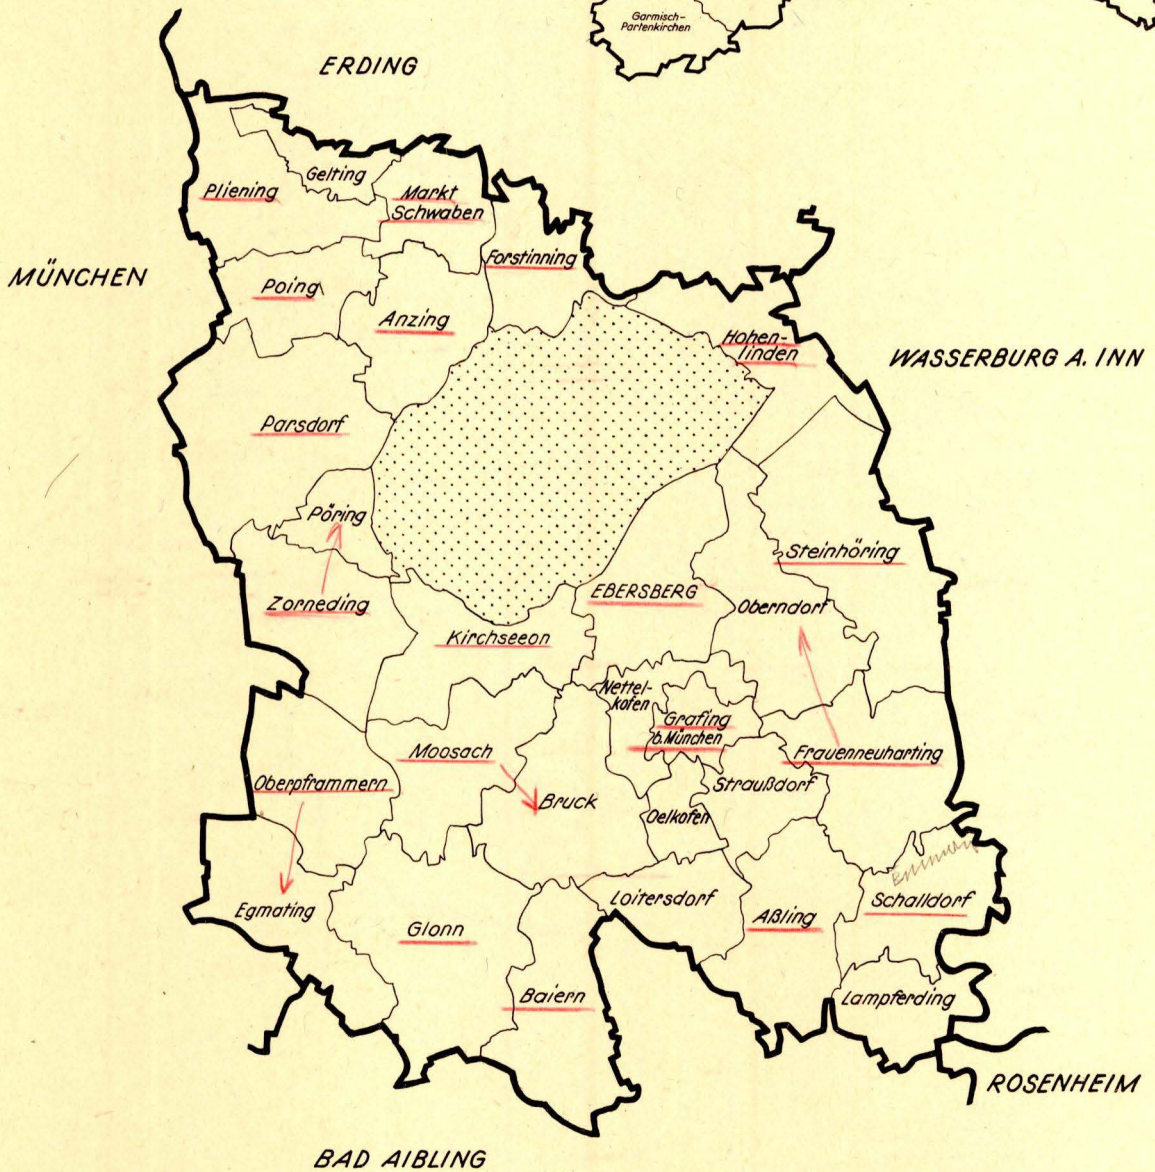 Garmisch-
Partenkirchen
ERDING
Gelting
Pliening
Markt
Schwaben
Forstinning
MÜNCHEN
Poing
Anzing
Hohen-
linden
WASSERBURG A. INN
Parsdorf
Pöring
Steinhöring
Zorneding
EBERSBERG
Oberndorf
Kirchseeon
Nettel-
kofen
Grafing
b.München
Moosach
Frauenneuharting
Oberpframmern
Straußdorf
Bruck
Oelkofen
Egmating
Glonn
Loitersdorf
Aßling
Schalldorf
Baiern
Lampferding
ROSENHEIM
BAD AIBLING